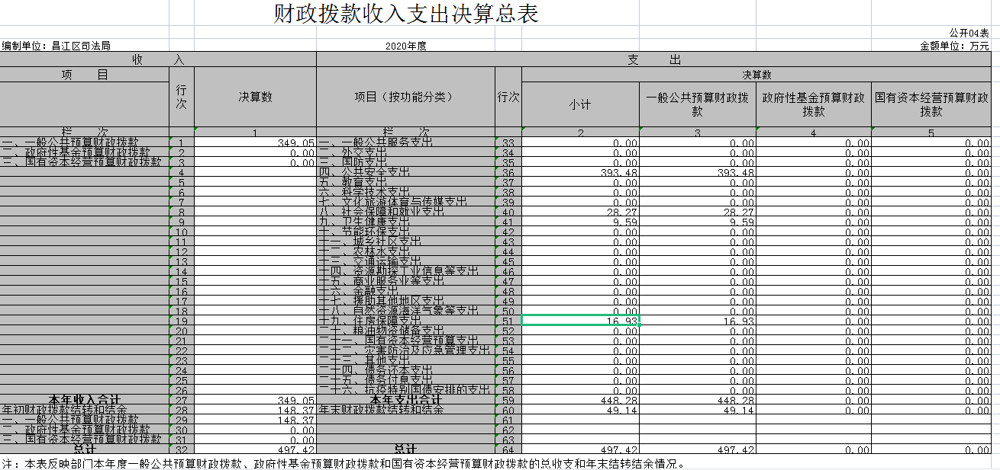 财政拨款收入支出决算总表
公开04表
编制单位：昌江区司法局 2020年度 金额单位：万元
收 入 支 出
项 目 行次 决算数 项目（按功能分类） 行次 决算数
小计 一般公共预算财政拨款 政府性基金预算财政拨款 国有资本经营预算财政拨款
栏 次 1 栏 次 2 3 4 5
一、一般公共预算财政拨款 1 349.05 一、一般公共服务支出 33 0.00 0.00 0.00 0.00
二、政府性基金预算财政拨款 2 0.00 二、外交支出 34 0.00 0.00 0.00 0.00
三、国有资本经营预算财政拨款 3 0.00 三、国防支出 35 0.00 0.00 0.00 0.00
4 四、公共安全支出 36 393.48 393.48 0.00 0.00
5 五、教育支出 37 0.00 0.00 0.00 0.00
6 六、科学技术支出 38 0.00 0.00 0.00 0.00
7 七、文化旅游体育与传媒支出 39 0.00 0.00 0.00 0.00
8 八、社会保障和就业支出 40 28.27 28.27 0.00 0.00
9 九、卫生健康支出 41 9.59 9.59 0.00 0.00
10 十、节能环保支出 42 0.00 0.00 0.00 0.00
11 十一、城乡社区支出 43 0.00 0.00 0.00 0.00
12 十二、农林水支出 44 0.00 0.00 0.00 0.00
13 十三、交通运输支出 45 0.00 0.00 0.00 0.00
14 十四、资源勘探工业信息等支出 46 0.00 0.00 0.00 0.00
15 十五、商业服务业等支出 47 0.00 0.00 0.00 0.00
16 十六、金融支出 48 0.00 0.00 0.00 0.00
17 十七、援助其他地区支出 49 0.00 0.00 0.00 0.00
18 十八、自然资源海洋气象等支出 50 0.00 0.00 0.00 0.00
19 十九、住房保障支出 51 16.93 16.93 0.00 0.00
20 二十、粮油物资储备支出 52 0.00 0.00 0.00 0.00
21 二十一、国有资本经营预算支出 53 0.00 0.00 0.00 0.00
22 二十二、灾害防治及应急管理支出 54 0.00 0.00 0.00 0.00
23 二十三、其他支出 55 0.00 0.00 0.00 0.00
24 二十四、债务还本支出 56 0.00 0.00 0.00 0.00
25 二十五、债务付息支出 57 0.00 0.00 0.00 0.00
26 二十六、抗疫特别国债安排的支出 58 0.00 0.00 0.00 0.00
本年收入合计 27 349.05 本年支出合计 59 448.28 448.28 0.00 0.00
年初财政拨款结转和结余 28 148.37 年末财政拨款结转和结余 60 49.14 49.14 0.00 0.00
一、一般公共预算财政拨款 29 148.37 61
二、政府性基金预算财政拨款 30 0.00 62
三、国有资本经营预算财政拨款 31 0.00 63
总计 32 497.42 总计 64 497.42 497.42 0.00 0.00
注：本表反映部门本年度一般公共预算财政拨款、政府性基金预算财政拨款和国有资本经营预算财政拨款的总收支和年末结转结余情况。